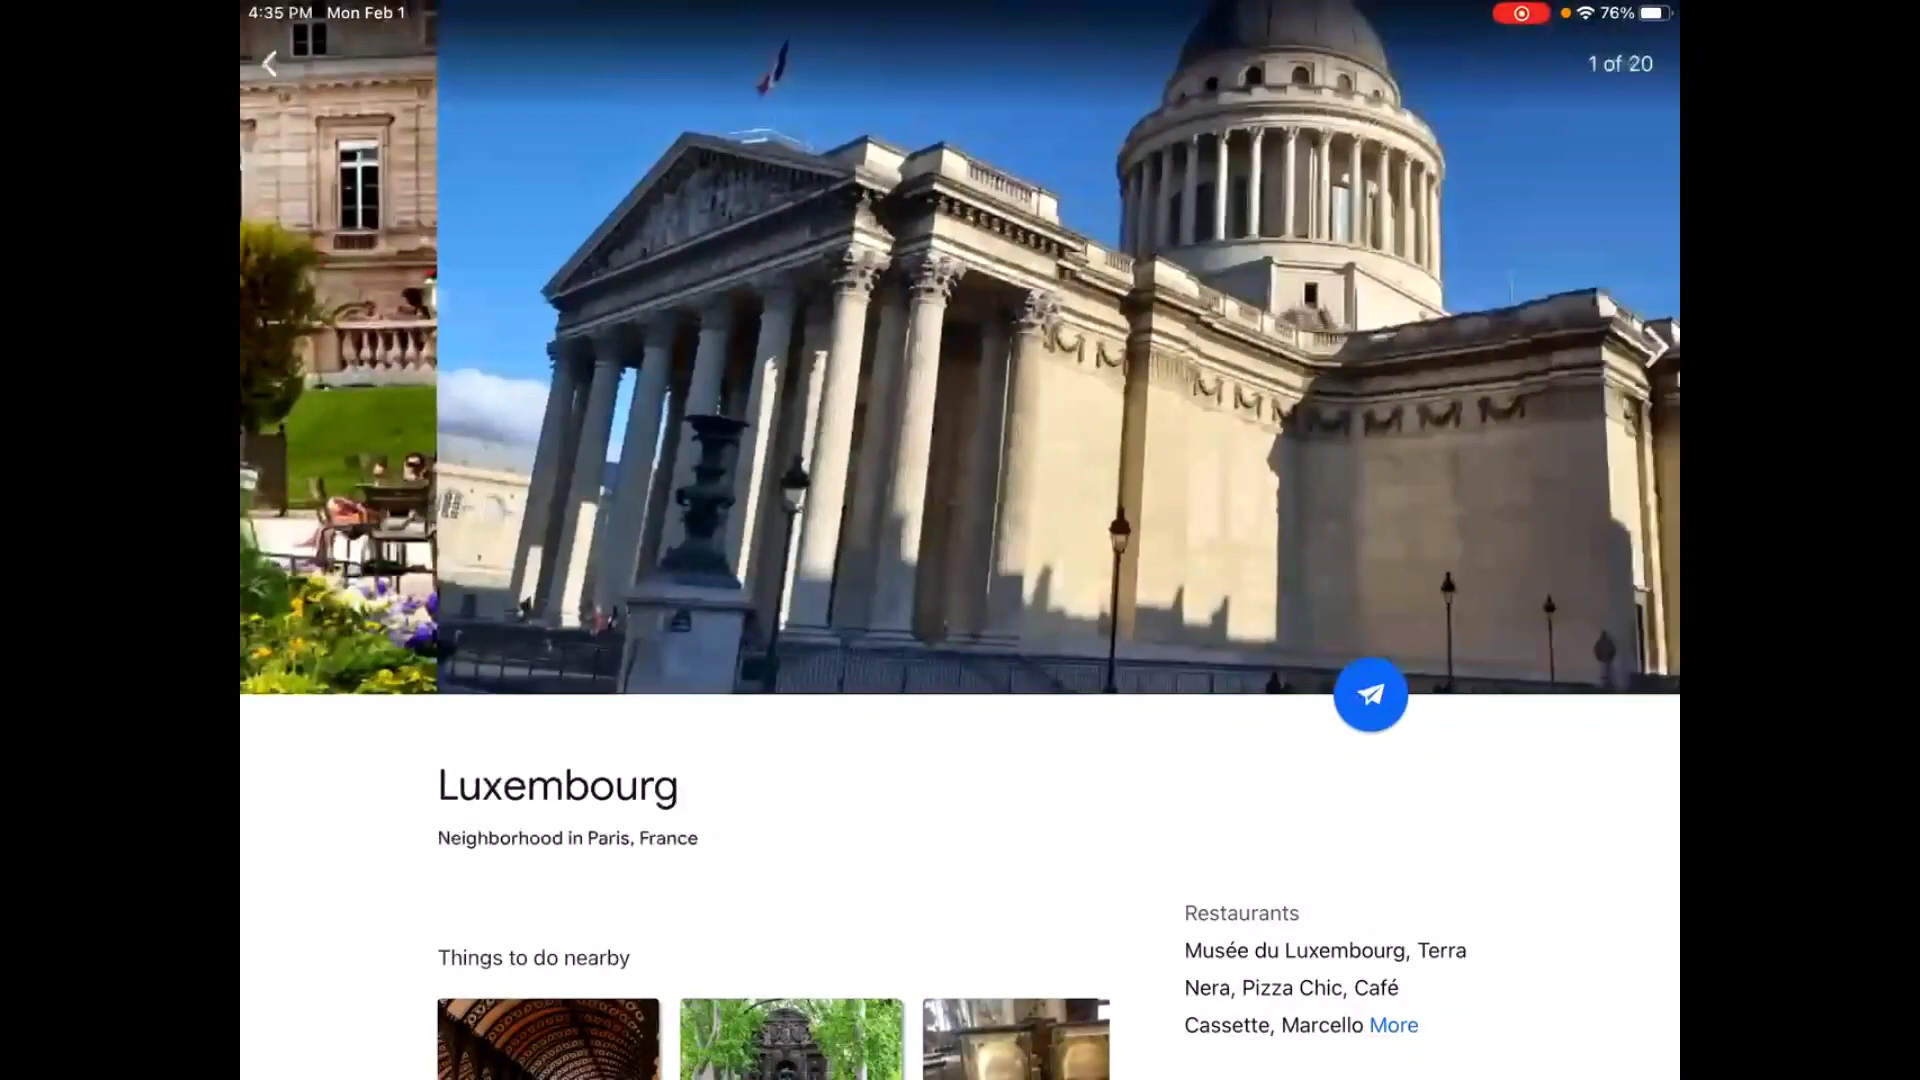 4:35 PM Mon Feb 1
76%
1 of 20
Luxembourg
Neighborhood in Paris, France
Things to do nearby
Restaurants
Musée du Luxembourg, Terra
Nera, Pizza Chic, Café
Cassette, Marcello More